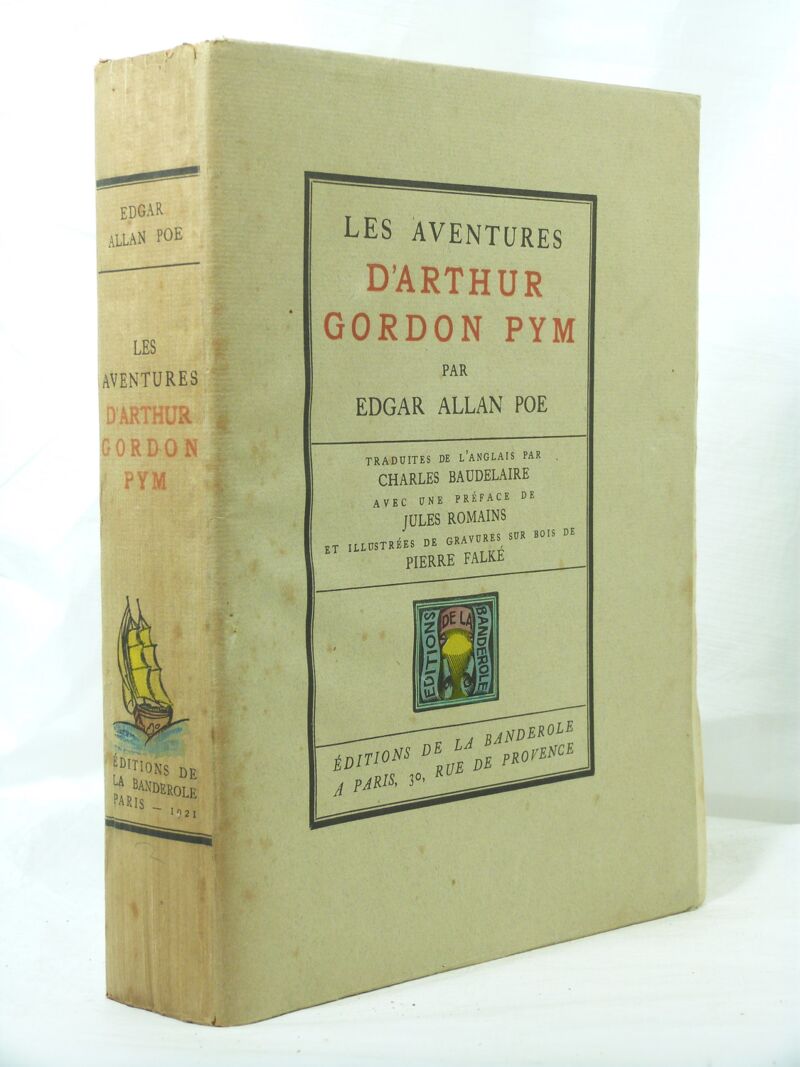 EDGAR
ALLAN POE
LES
AVENTURES
D'ARTHUR
GORDON
PYM
ÉDITIONS DE
LA BANDEROLE
PARIS — 1921
LES AVENTURES
D'ARTHUR
GORDON PYM
PAR
EDGAR ALLAN POE
TRADUITES DE L'ANGLAIS PAR
CHARLES BAUDELAIRE
AVEC UNE PRÉFACE DE
JULES ROMAINS
ET ILLUSTRÉES DE GRAVURES SUR BOIS DE
PIERRE FALKÉ
EDITIONS
DE LA
BANDEROLE
ÉDITIONS DE LA BANDEROLE
A PARIS, 30, RUE DE PROVENCE